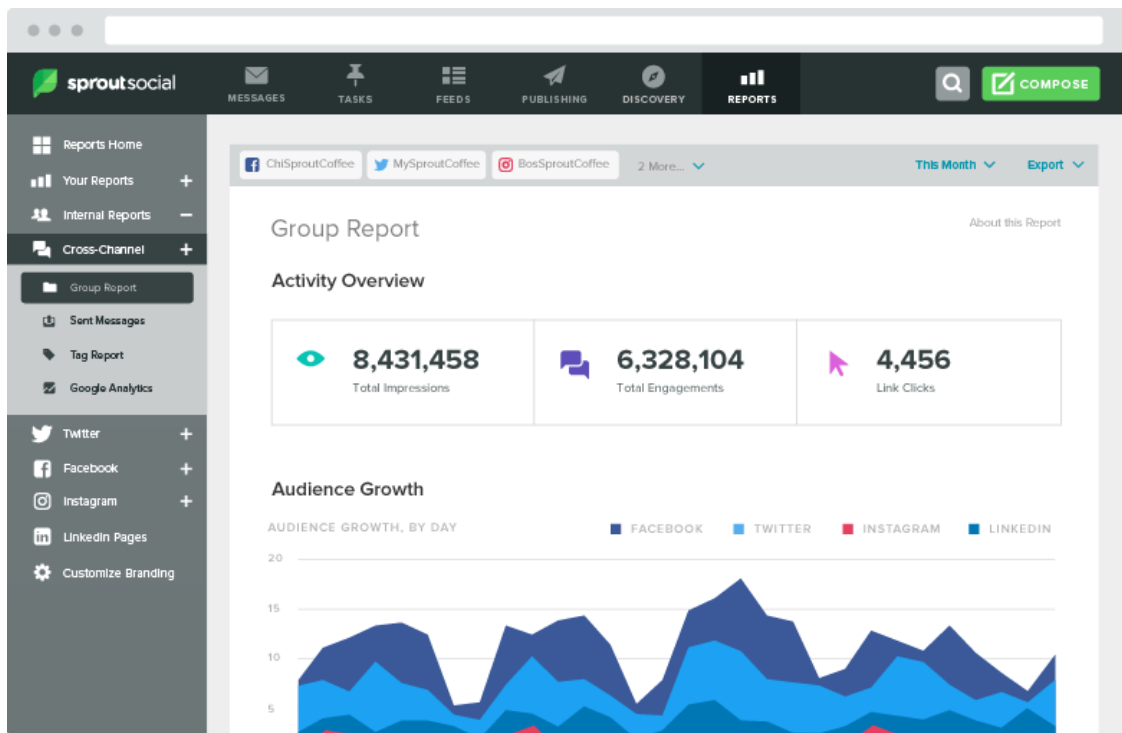 sproutsocial
MESSAGES TASKS FEEDS PUBLISHING DISCOVERY REPORTS
COMPOSE
Reports Home
Your Reports +
Internal Reports −
Cross-Channel +
Group Report
Sent Messages
Tag Report
Google Analytics
Twitter +
Facebook +
Instagram +
LinkedIn Pages
Customize Branding
ChiSproutCoffee MySproutCoffee BosSproutCoffee 2 More... This Month Export
Group Report
About this Report
Activity Overview
8,431,458
Total Impressions
6,328,104
Total Engagements
4,456
Link Clicks
Audience Growth
AUDIENCE GROWTH, BY DAY
FACEBOOK TWITTER INSTAGRAM LINKEDIN
20
15
10
5